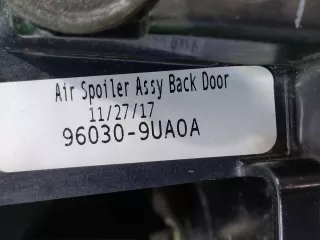 Air Spoiler Assy Back Door
11/27/17
96030-9UA0A